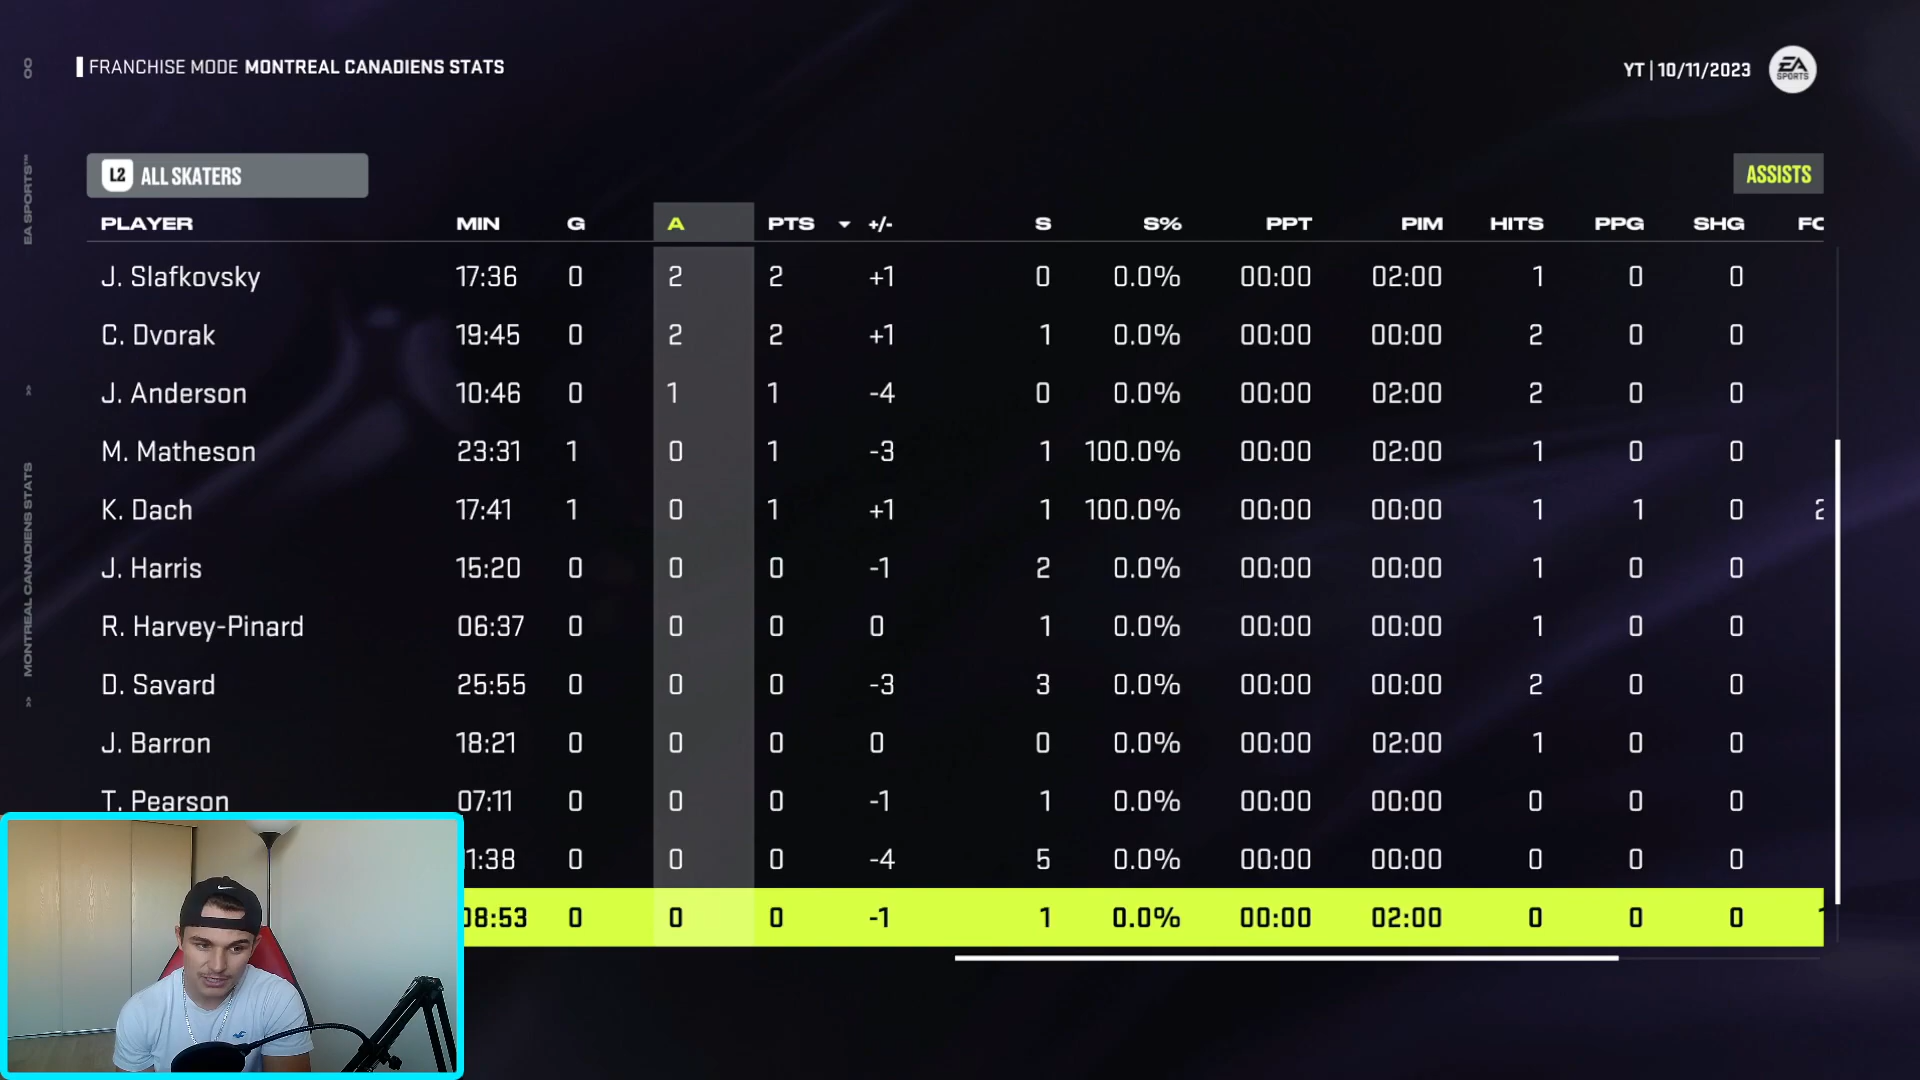 FRANCHISE MODE MONTREAL CANADIENS STATS
YT | 10/11/2023
EA SPORTS
EA SPORTS™
MONTREAL CANADIENS STATS
L2 ALL SKATERS
ASSISTS
PLAYER MIN G A PTS +/- S S% PPT PIM HITS PPG SHG
J. Slafkovsky 17:36 0 2 2 +1 0 0.0% 00:00 02:00 1 0 0
C. Dvorak 19:45 0 2 2 +1 1 0.0% 00:00 00:00 2 0 0
J. Anderson 10:46 0 1 1 -4 0 0.0% 00:00 02:00 2 0 0
M. Matheson 23:31 1 0 1 -3 1 100.0% 00:00 02:00 1 0 0
K. Dach 17:41 1 0 1 +1 1 100.0% 00:00 00:00 1 1 0
J. Harris 15:20 0 0 0 -1 2 0.0% 00:00 00:00 1 0 0
R. Harvey-Pinard 06:37 0 0 0 0 1 0.0% 00:00 00:00 1 0 0
D. Savard 25:55 0 0 0 -3 3 0.0% 00:00 00:00 2 0 0
J. Barron 18:21 0 0 0 0 0 0.0% 00:00 02:00 1 0 0
T. Pearson 07:11 0 0 0 -1 1 0.0% 00:00 00:00 0 0 0
0 0 0 -4 5 0.0% 00:00 00:00 0 0 0
08:53 0 0 0 -1 1 0.0% 00:00 02:00 0 0 0